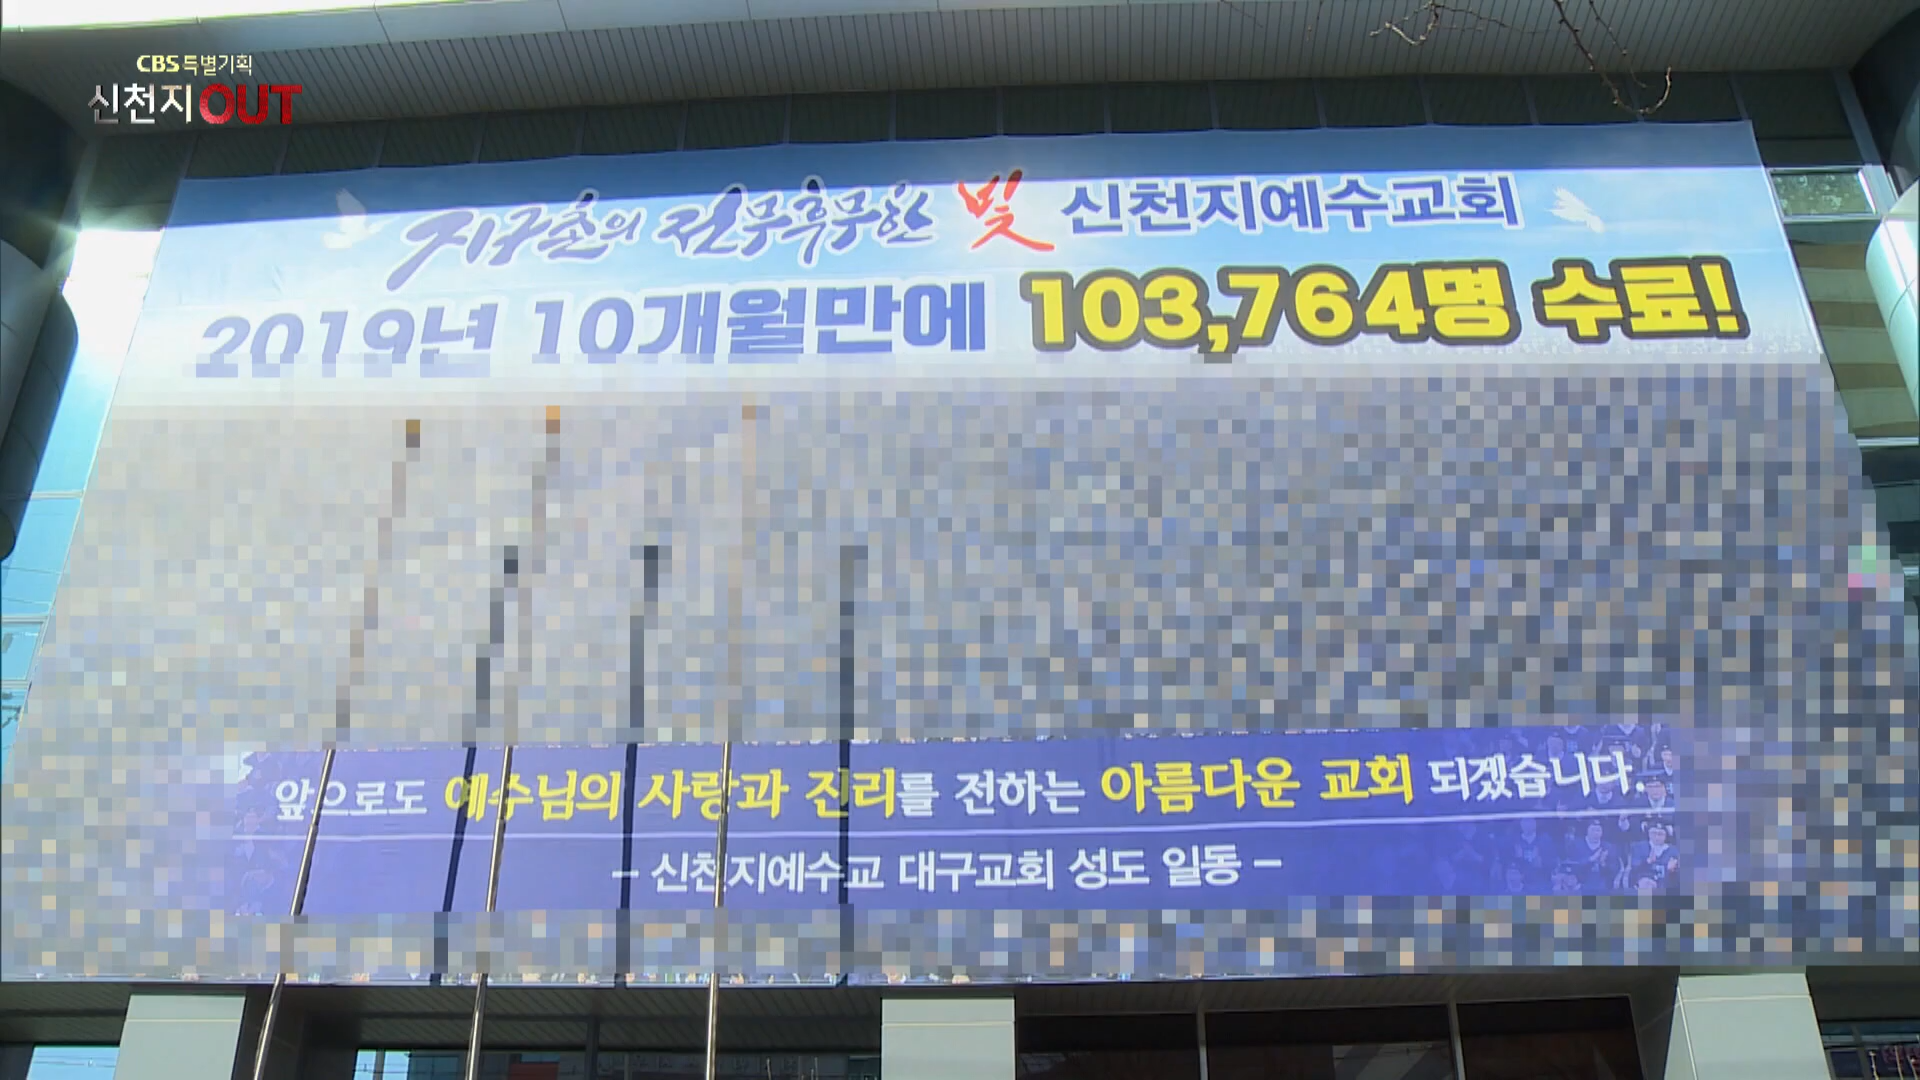 CBS 특별기획
신천지OUT
지구촌의 전무후무한 빛 신천지예수교회
2019년 10개월만에 103,764명 수료!
앞으로도 예수님의 사랑과 진리를 전하는 아름다운 교회 되겠습니다.
- 신천지예수교 대구교회 성도 일동 -